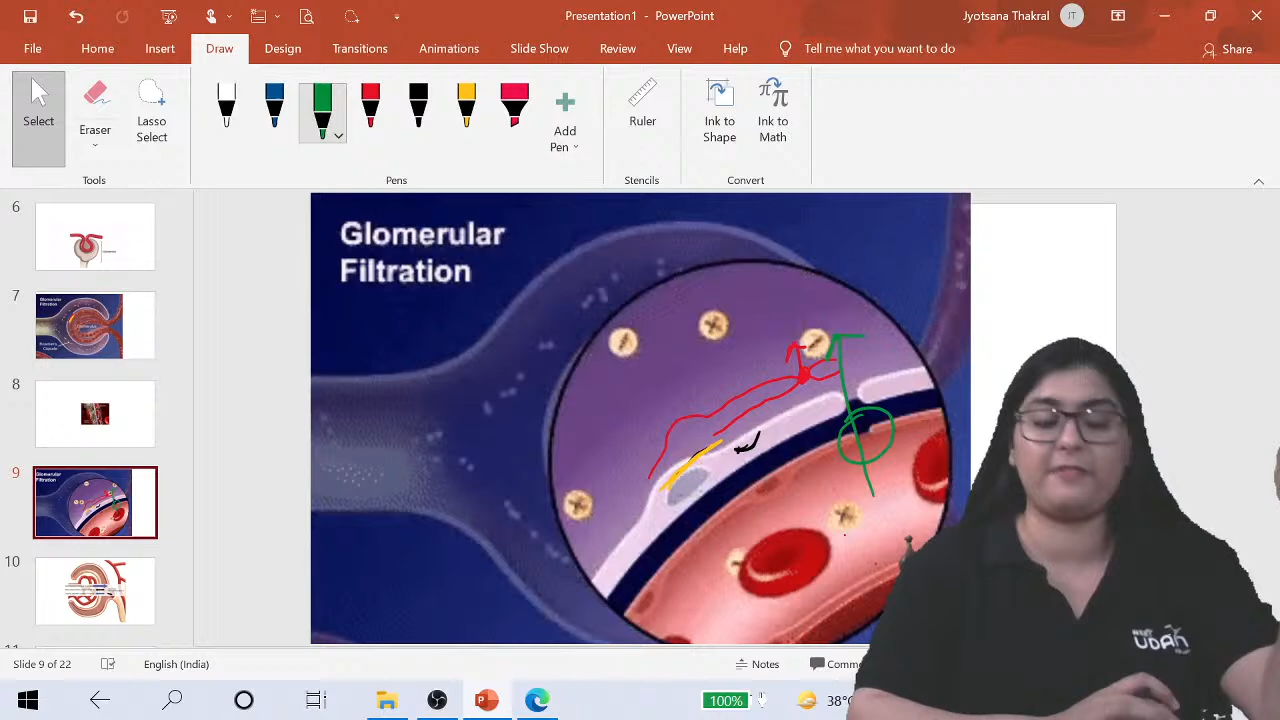 Presentation1 - PowerPoint
Jyotsana Thakral
JT
File
Home
Insert
Draw
Design
Transitions
Animations
Slide Show
Review
View
Help
Tell me what you want to do
Share
Select
Eraser
Lasso
Select
Add
Pen
Ruler
Ink to
Shape
Ink to
Math
Tools
Pens
Stencils
Convert
6
7
8
9
10
Glomerular
Filtration
UDAN
Slide 9 of 22
English (India)
Notes
Comm
100%
38°